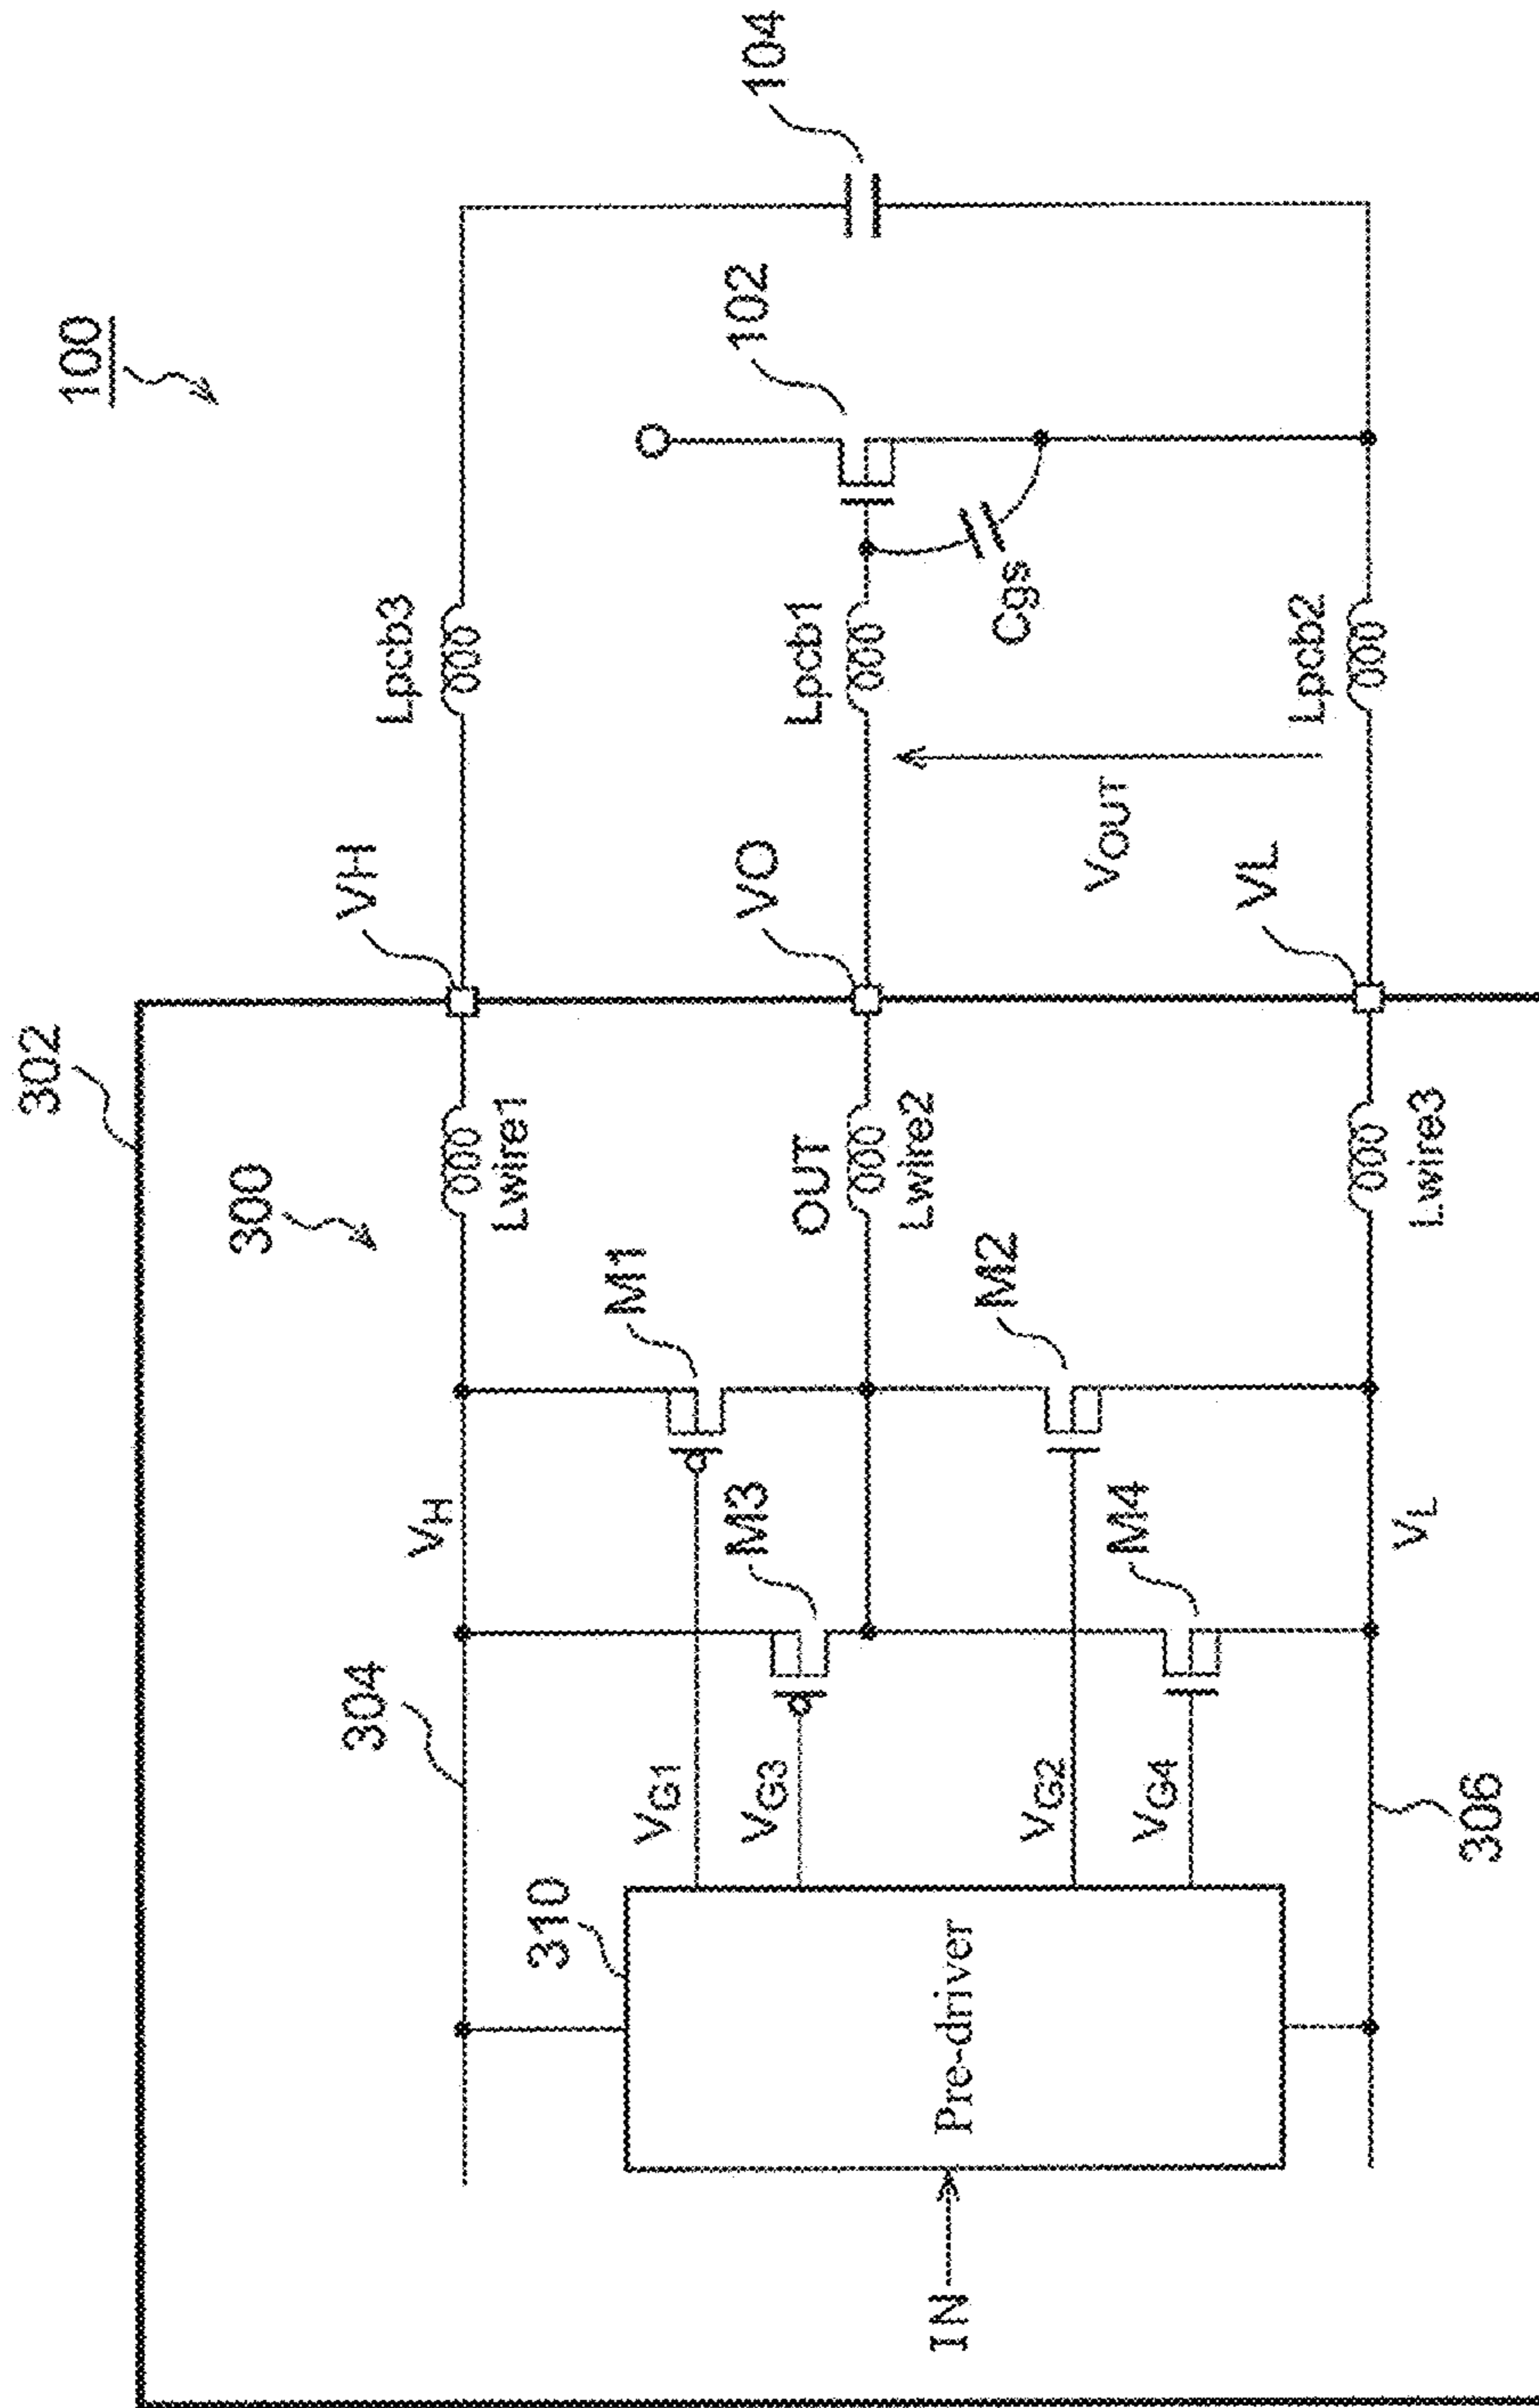 100
302
300
VH
Lpcb3
104
304
VH
Lwire1
102
310
M1
VG1
M3
VG3
OUT
Lwire2
VO
Lpcb1
IN
Pre-driver
Cgs
M2
VG2
VOUT
M4
VG4
VL
Lpcb2
306
VL
Lwire3